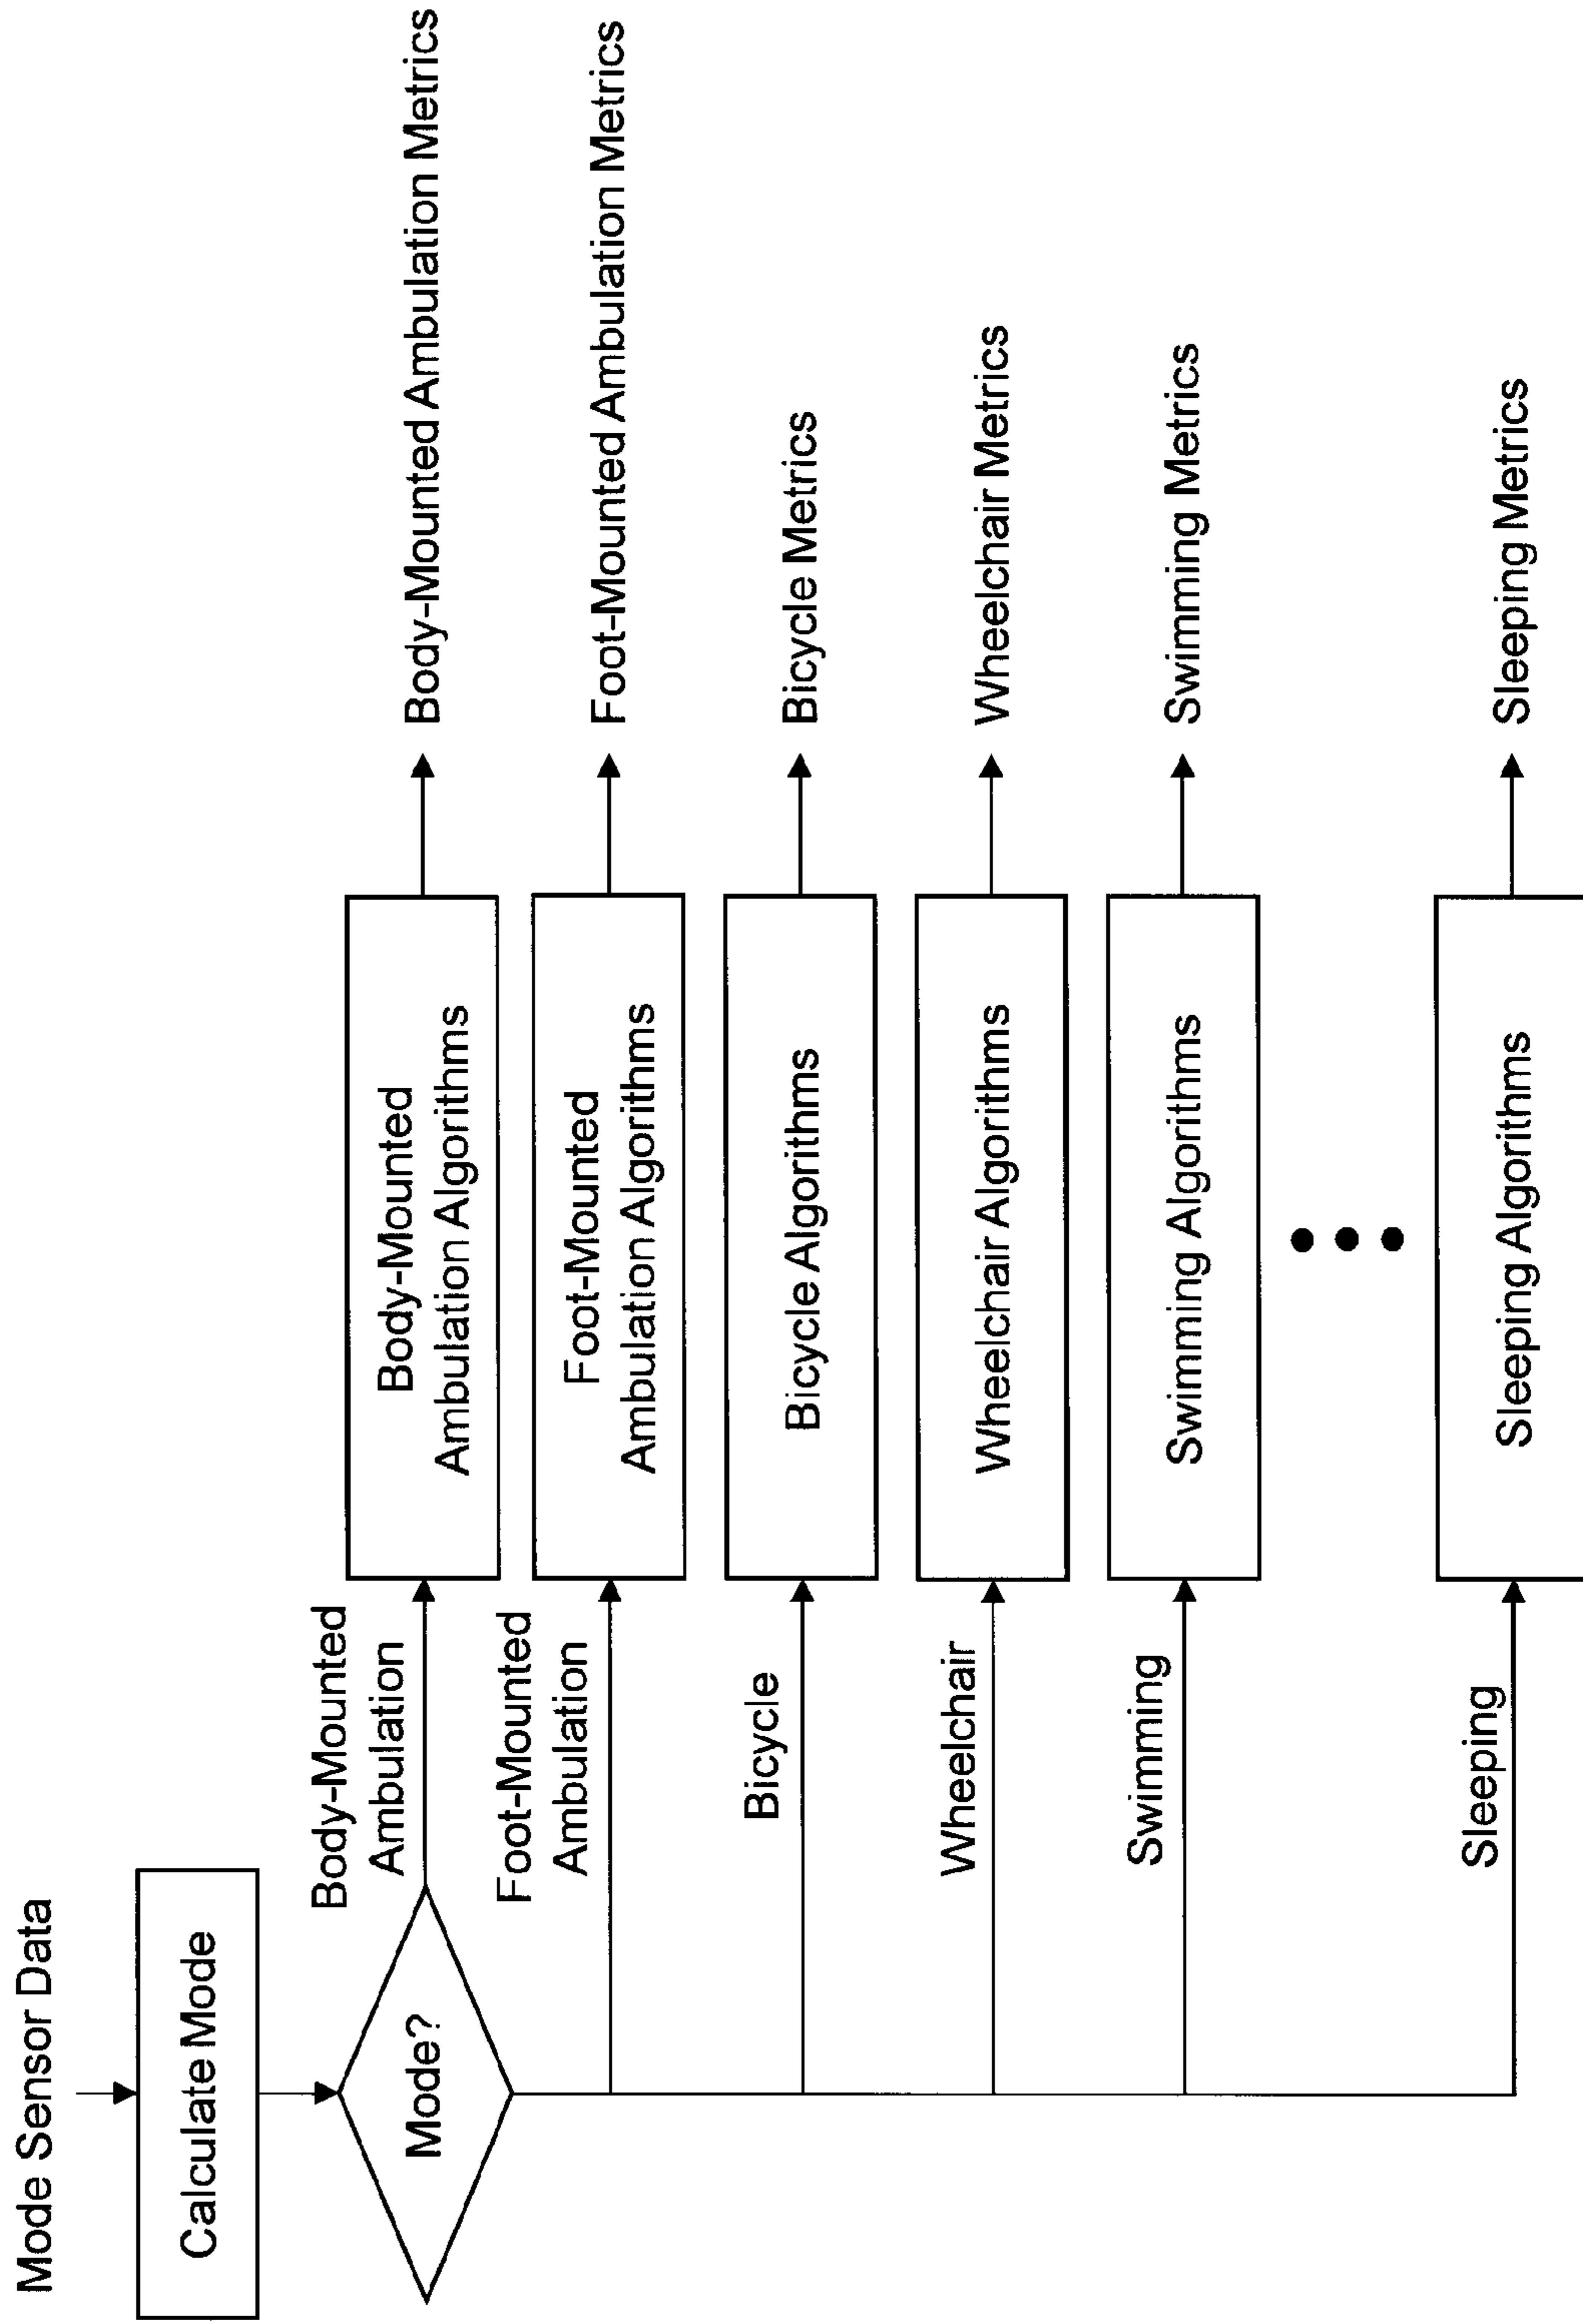 Mode Sensor Data
Calculate Mode
Mode?
Body-Mounted
Ambulation
Body-Mounted
Ambulation Algorithms
Body-Mounted Ambulation Metrics
Foot-Mounted
Ambulation
Foot-Mounted
Ambulation Algorithms
Foot-Mounted Ambulation Metrics
Bicycle
Bicycle Algorithms
Bicycle Metrics
Wheelchair
Wheelchair Algorithms
Wheelchair Metrics
Swimming
Swimming Algorithms
Swimming Metrics
Sleeping
Sleeping Algorithms
Sleeping Metrics